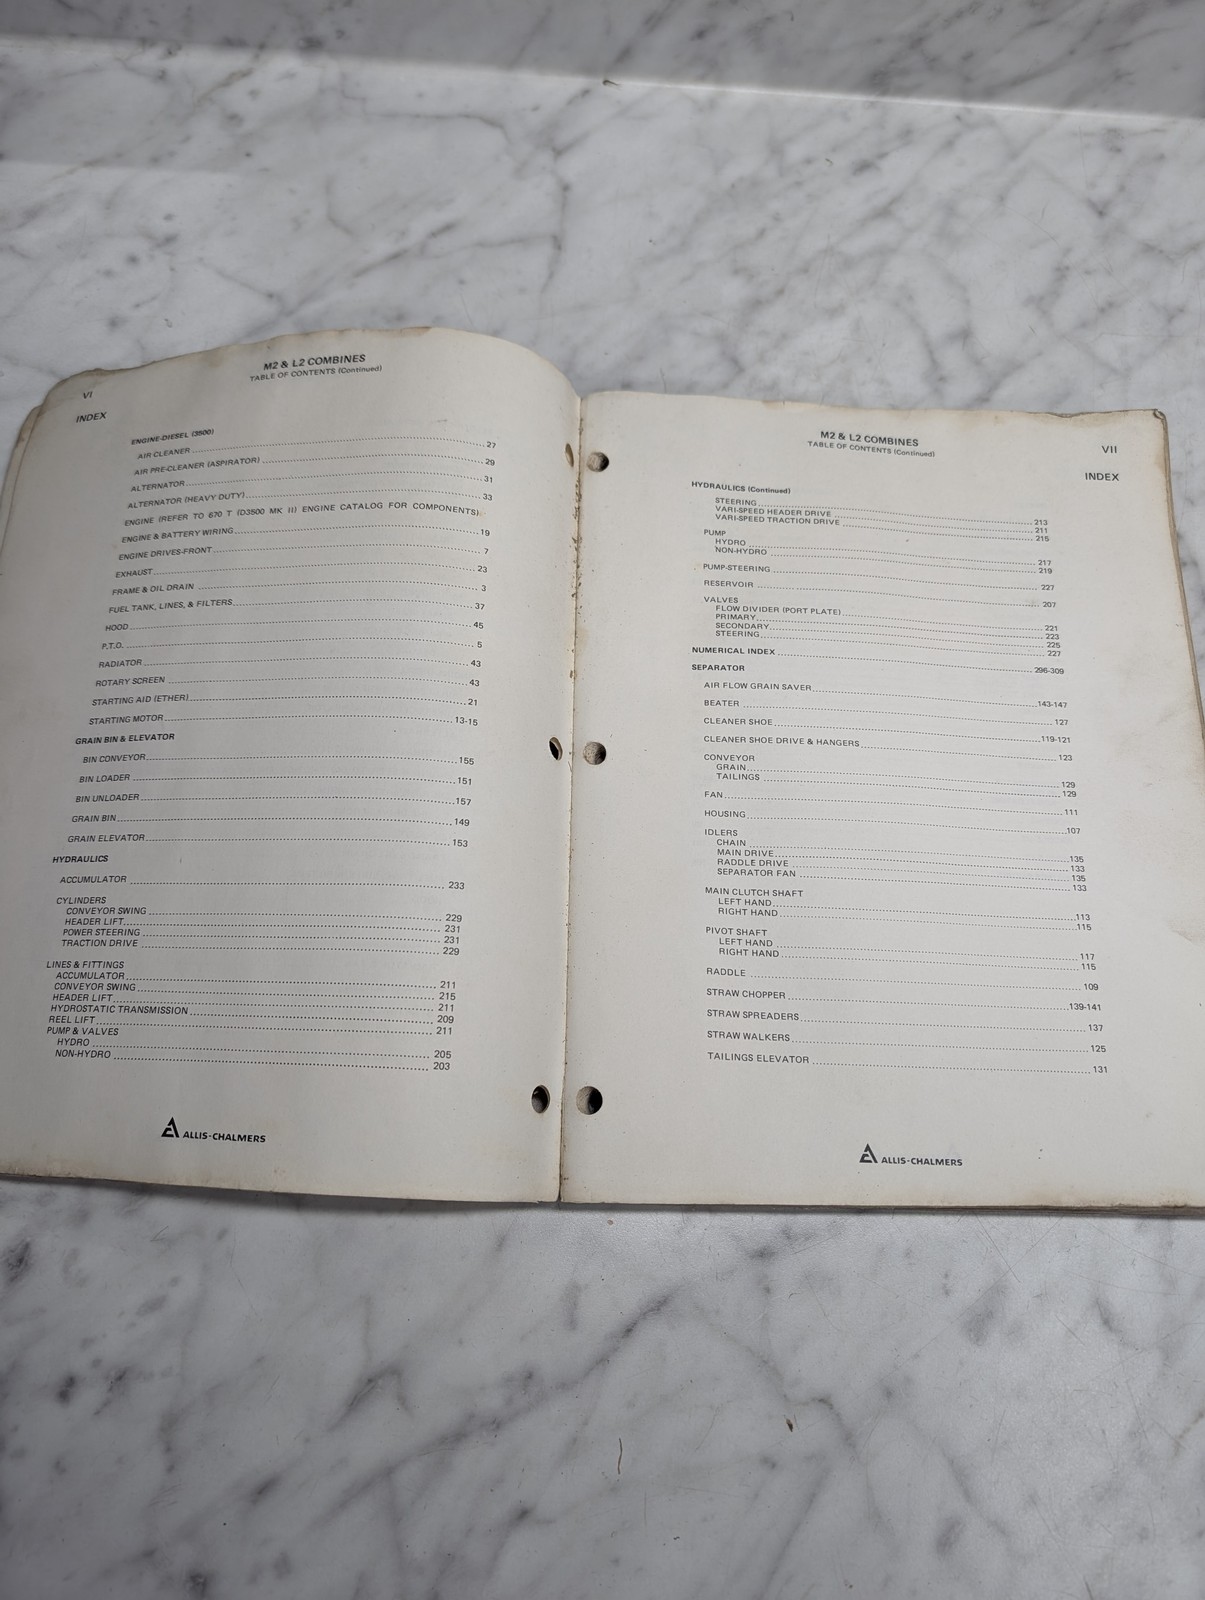 M2 & L2 COMBINES
TABLE OF CONTENTS (Continued)
VI
INDEX
ENGINE-DIESEL (3500)
AIR CLEANER 27
AIR PRE-CLEANER (ASPIRATOR) 29
ALTERNATOR 31
ALTERNATOR (HEAVY DUTY) 33
ENGINE (REFER TO 670 T (D3500 MK II) ENGINE CATALOG FOR COMPONENTS)
ENGINE & BATTERY WIRING 19
ENGINE DRIVES-FRONT 7
EXHAUST 23
FRAME & OIL DRAIN 3
FUEL TANK, LINES, & FILTERS 37
HOOD 45
P.T.O. 5
RADIATOR 43
ROTARY SCREEN 43
STARTING AID (ETHER) 21
STARTING MOTOR 13-15
GRAIN BIN & ELEVATOR
BIN CONVEYOR 155
BIN LOADER 151
BIN UNLOADER 157
GRAIN BIN 149
GRAIN ELEVATOR 153
HYDRAULICS
ACCUMULATOR 233
CYLINDERS
CONVEYOR SWING 229
HEADER LIFT 231
POWER STEERING 231
TRACTION DRIVE 229
LINES & FITTINGS
ACCUMULATOR 211
CONVEYOR SWING 215
HEADER LIFT 211
HYDROSTATIC TRANSMISSION 209
REEL LIFT 211
PUMP & VALVES
HYDRO 205
NON-HYDRO 203
ALLIS-CHALMERS
M2 & L2 COMBINES
TABLE OF CONTENTS (Continued)
VII
INDEX
HYDRAULICS (Continued)
STEERING 213
VARI-SPEED HEADER DRIVE 211
VARI-SPEED TRACTION DRIVE 215
PUMP
HYDRO 217
NON-HYDRO 219
PUMP-STEERING 227
RESERVOIR 207
VALVES
FLOW DIVIDER (PORT PLATE) 221
PRIMARY 223
SECONDARY 225
STEERING 227
NUMERICAL INDEX 296-309
SEPARATOR
AIR FLOW GRAIN SAVER 143-147
BEATER 127
CLEANER SHOE 119-121
CLEANER SHOE DRIVE & HANGERS 123
CONVEYOR
GRAIN 129
TAILINGS 129
FAN 111
HOUSING 107
IDLERS
CHAIN 135
MAIN DRIVE 133
RADDLE DRIVE 135
SEPARATOR FAN 133
MAIN CLUTCH SHAFT
LEFT HAND 113
RIGHT HAND 115
PIVOT SHAFT
LEFT HAND 117
RIGHT HAND 115
RADDLE 109
STRAW CHOPPER 139-141
STRAW SPREADERS 137
STRAW WALKERS 125
TAILINGS ELEVATOR 131
ALLIS-CHALMERS